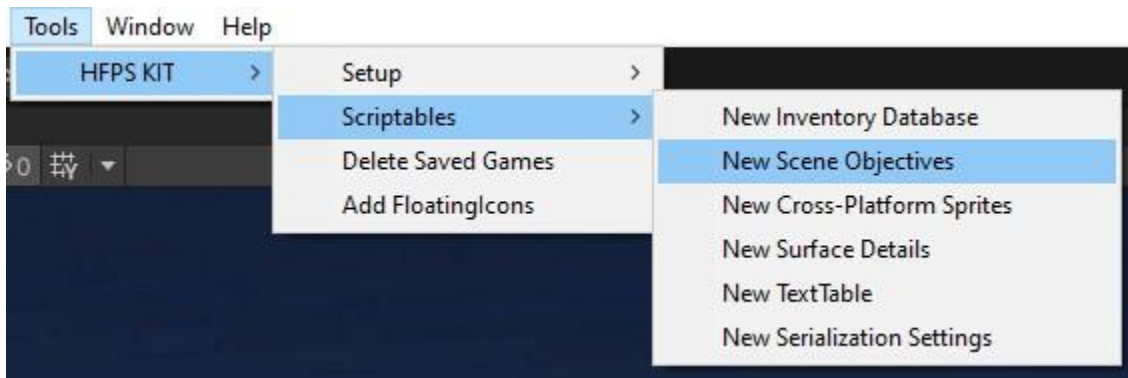 Tools Window Help
HFPS KIT
Setup
Scriptables
Delete Saved Games
Add FloatingIcons
New Inventory Database
New Scene Objectives
New Cross-Platform Sprites
New Surface Details
New TextTable
New Serialization Settings
0